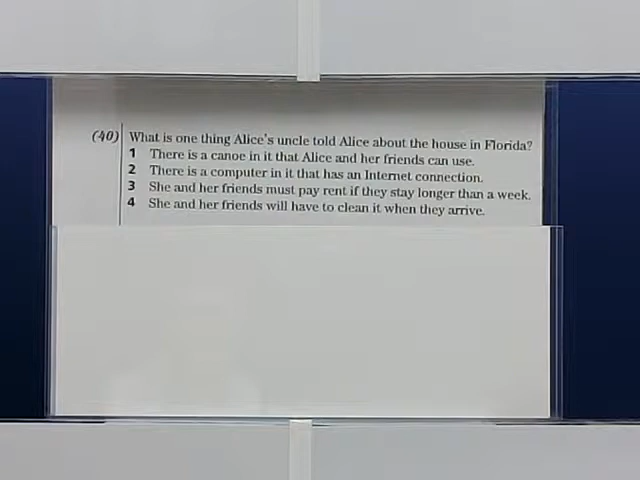 (40) What is one thing Alice's uncle told Alice about the house in Florida?
1 There is a canoe in it that Alice and her friends can use.
2 There is a computer in it that has an Internet connection.
3 She and her friends must pay rent if they stay longer than a week.
4 She and her friends will have to clean it when they arrive.